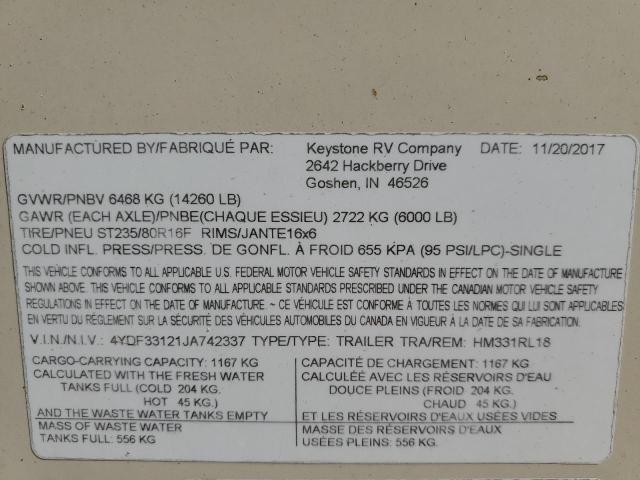 MANUFACTURED BY/FABRIQUÉ PAR: Keystone RV Company DATE: 11/20/2017
2642 Hackberry Drive
Goshen, IN 46526
GVWR/PNBV 6468 KG (14260 LB)
GAWR (EACH AXLE)/PNBE(CHAQUE ESSIEU) 2722 KG (6000 LB)
TIRE/PNEU ST235/80R16F RIMS/JANTE16x6
COLD INFL. PRESS/PRESS. DE GONFL. À FROID 655 KPA (95 PSI/LPC)-SINGLE
THIS VEHICLE CONFORMS TO ALL APPLICABLE U.S. FEDERAL MOTOR VEHICLE SAFETY STANDARDS IN EFFECT ON THE DATE OF MANUFACTURE
SHOWN ABOVE. THIS VEHICLE CONFORMS TO ALL APPLICABLE STANDARDS PRESCRIBED UNDER THE CANADIAN MOTOR VEHICLE SAFETY
REGULATIONS IN EFFECT ON THE DATE OF MANUFACTURE ~ CE VÉHICULE EST CONFORME À TOUTES LES NORMES QUI LUI SONT APPLICABLES
EN VERTU DU RÈGLEMENT SUR LA SÉCURITÉ DES VÉHICULES AUTOMOBILES DU CANADA EN VIGUEUR À LA DATE DE SA FABRICATION.
V.I.N./N.I.V.: 4YDF33121JA742337 TYPE/TYPE: TRAILER TRA/REM: HM331RL18
CARGO-CARRYING CAPACITY: 1167 KG
CALCULATED WITH THE FRESH WATER
TANKS FULL (COLD 204 KG.
HOT 45 KG.)
AND THE WASTE WATER TANKS EMPTY
MASS OF WASTE WATER
TANKS FULL: 556 KG
CAPACITÉ DE CHARGEMENT: 1167 KG
CALCULÉE AVEC LES RÉSERVOIRS D'EAU
DOUCE PLEINS (FROID 204 KG.
CHAUD 45 KG.)
ET LES RÉSERVOIRS D'EAUX USÉES VIDES
MASSE DES RÉSERVOIRS D'EAUX
USÉES PLEINS: 556 KG.